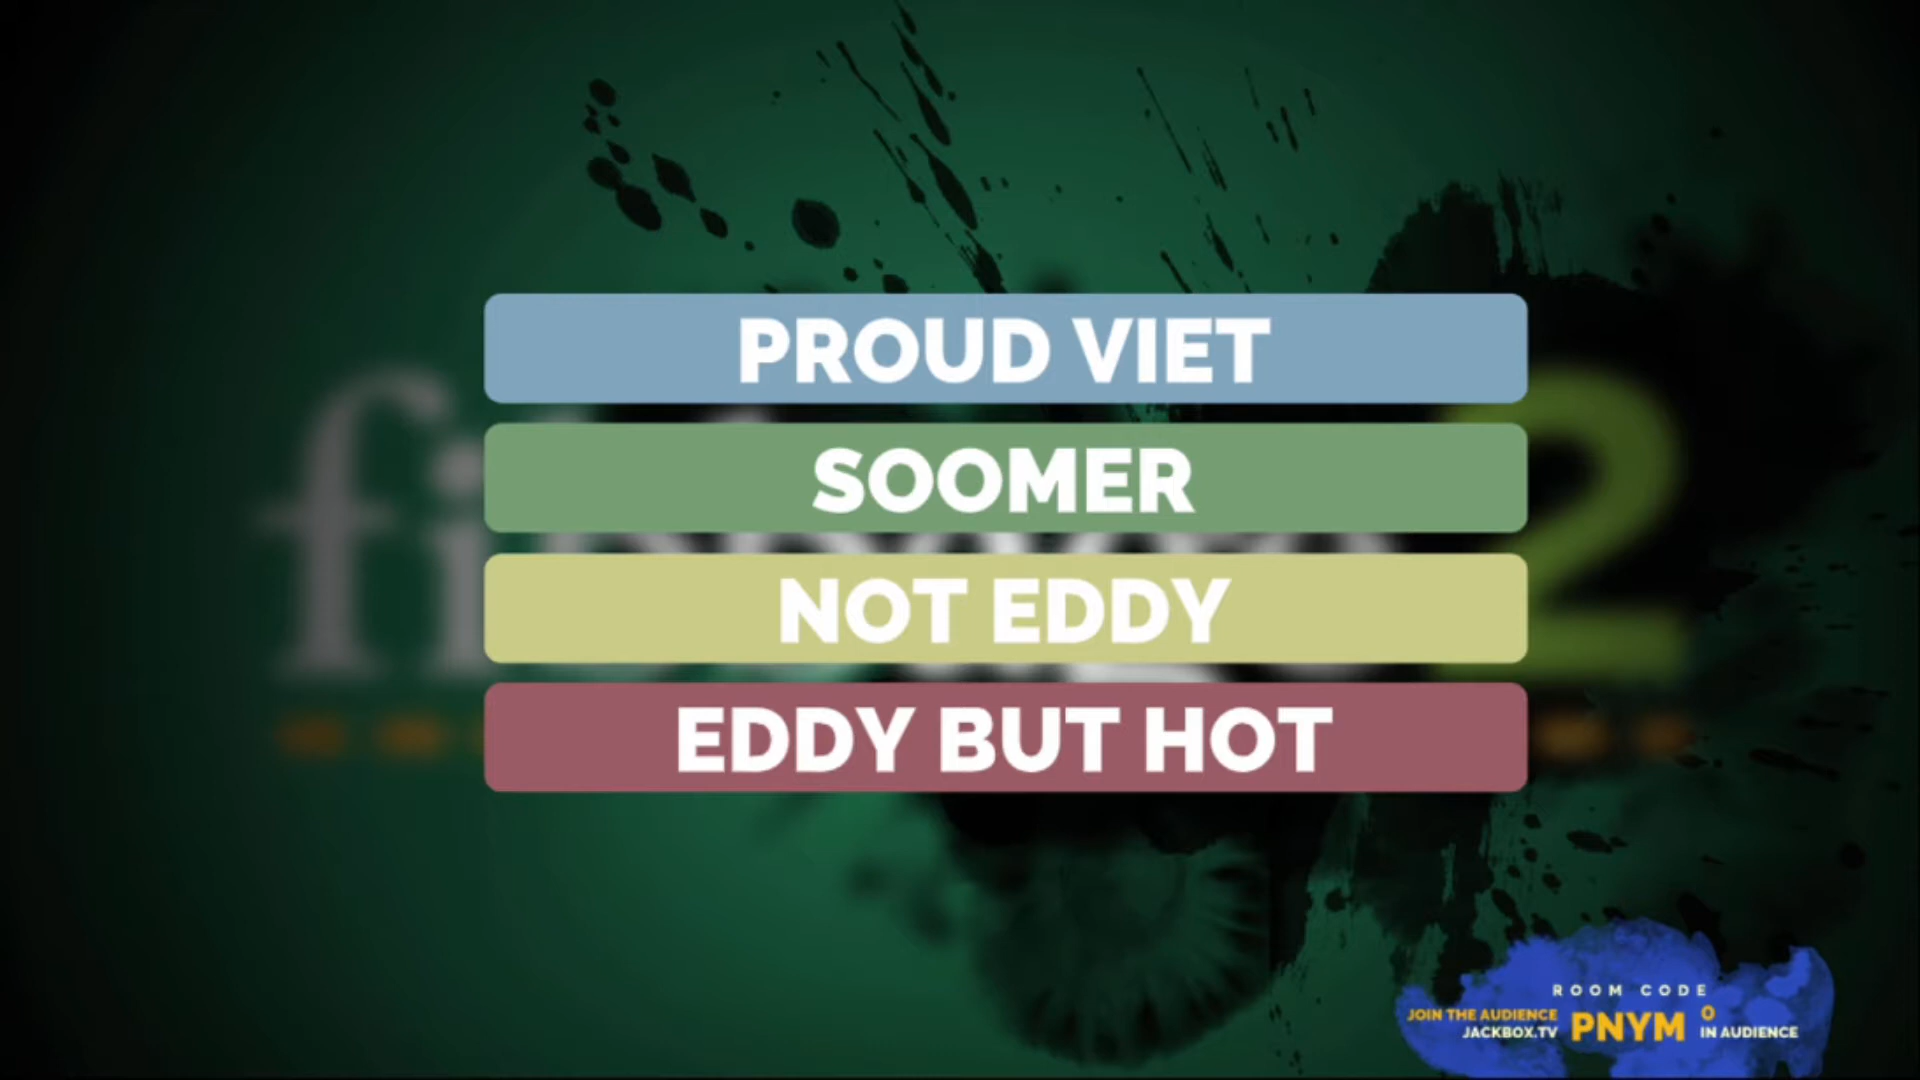 PROUD VIET
SOOMER
NOT EDDY
EDDY BUT HOT
2
ROOM CODE
JOIN THE AUDIENCE
JACKBOX.TV
PNYM
0
IN AUDIENCE